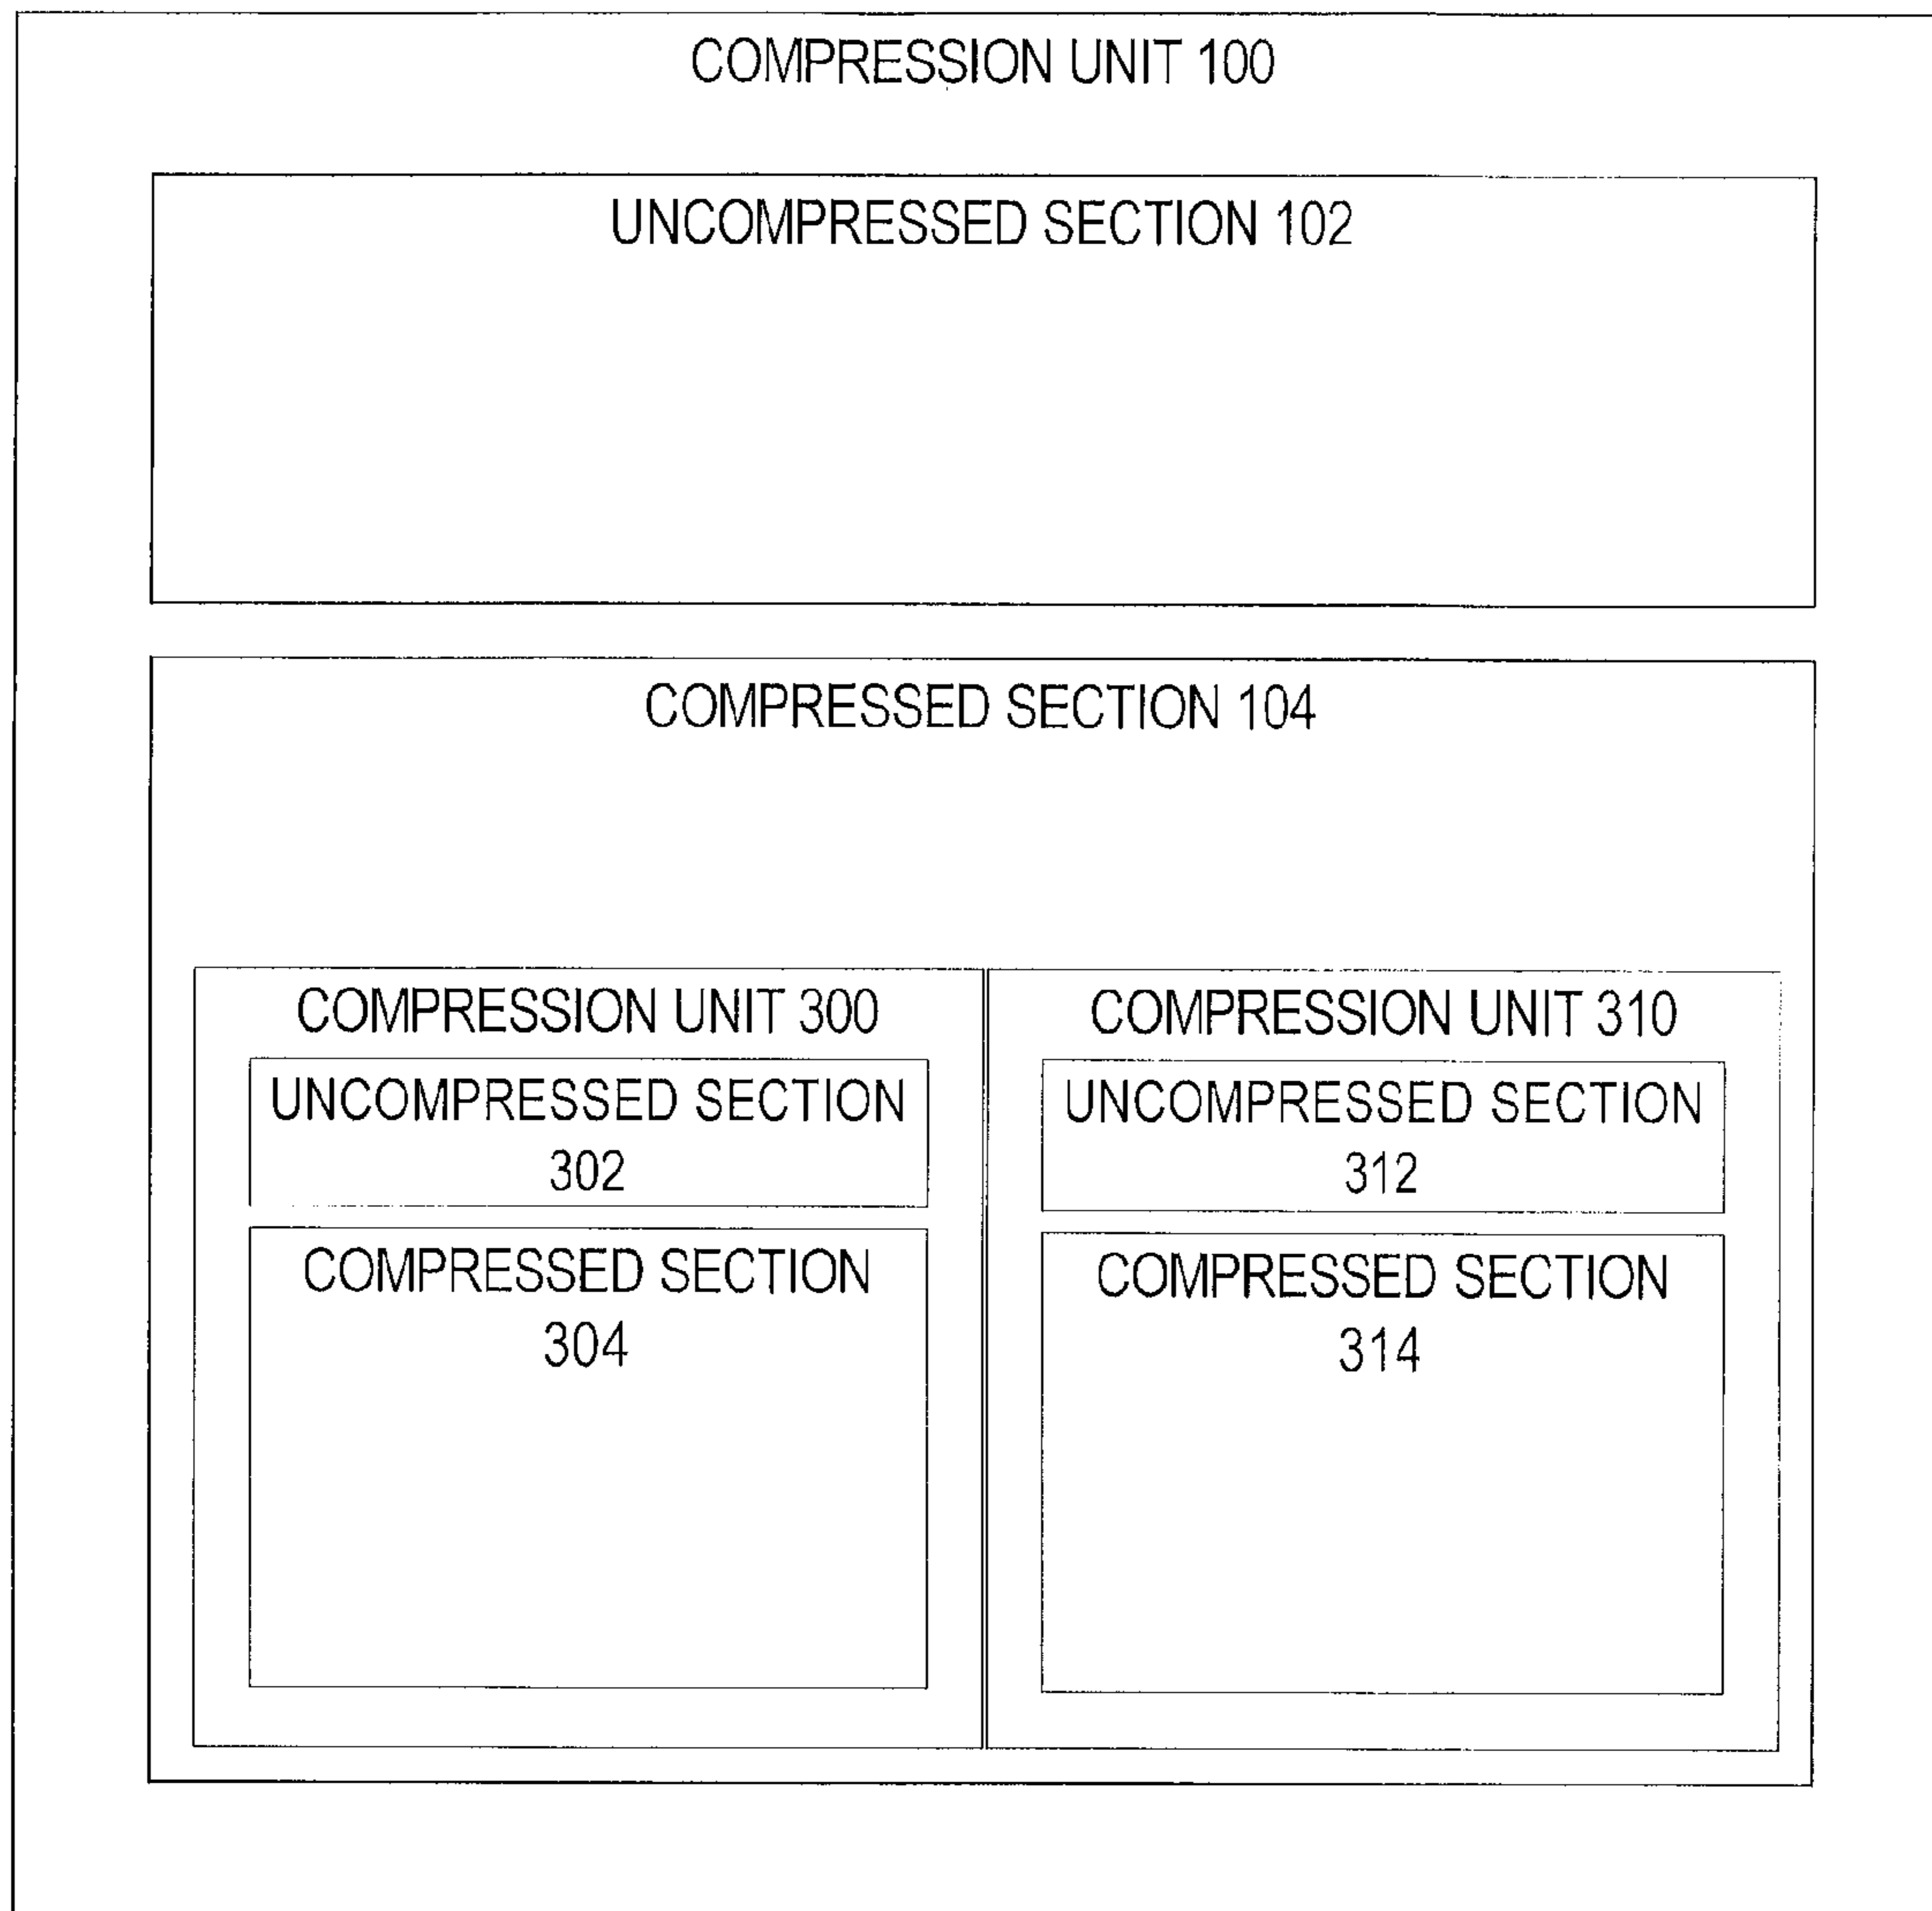 COMPRESSION UNIT 100
UNCOMPRESSED SECTION 102
COMPRESSED SECTION 104
COMPRESSION UNIT 300
UNCOMPRESSED SECTION
302
COMPRESSED SECTION
304
COMPRESSION UNIT 310
UNCOMPRESSED SECTION
312
COMPRESSED SECTION
314